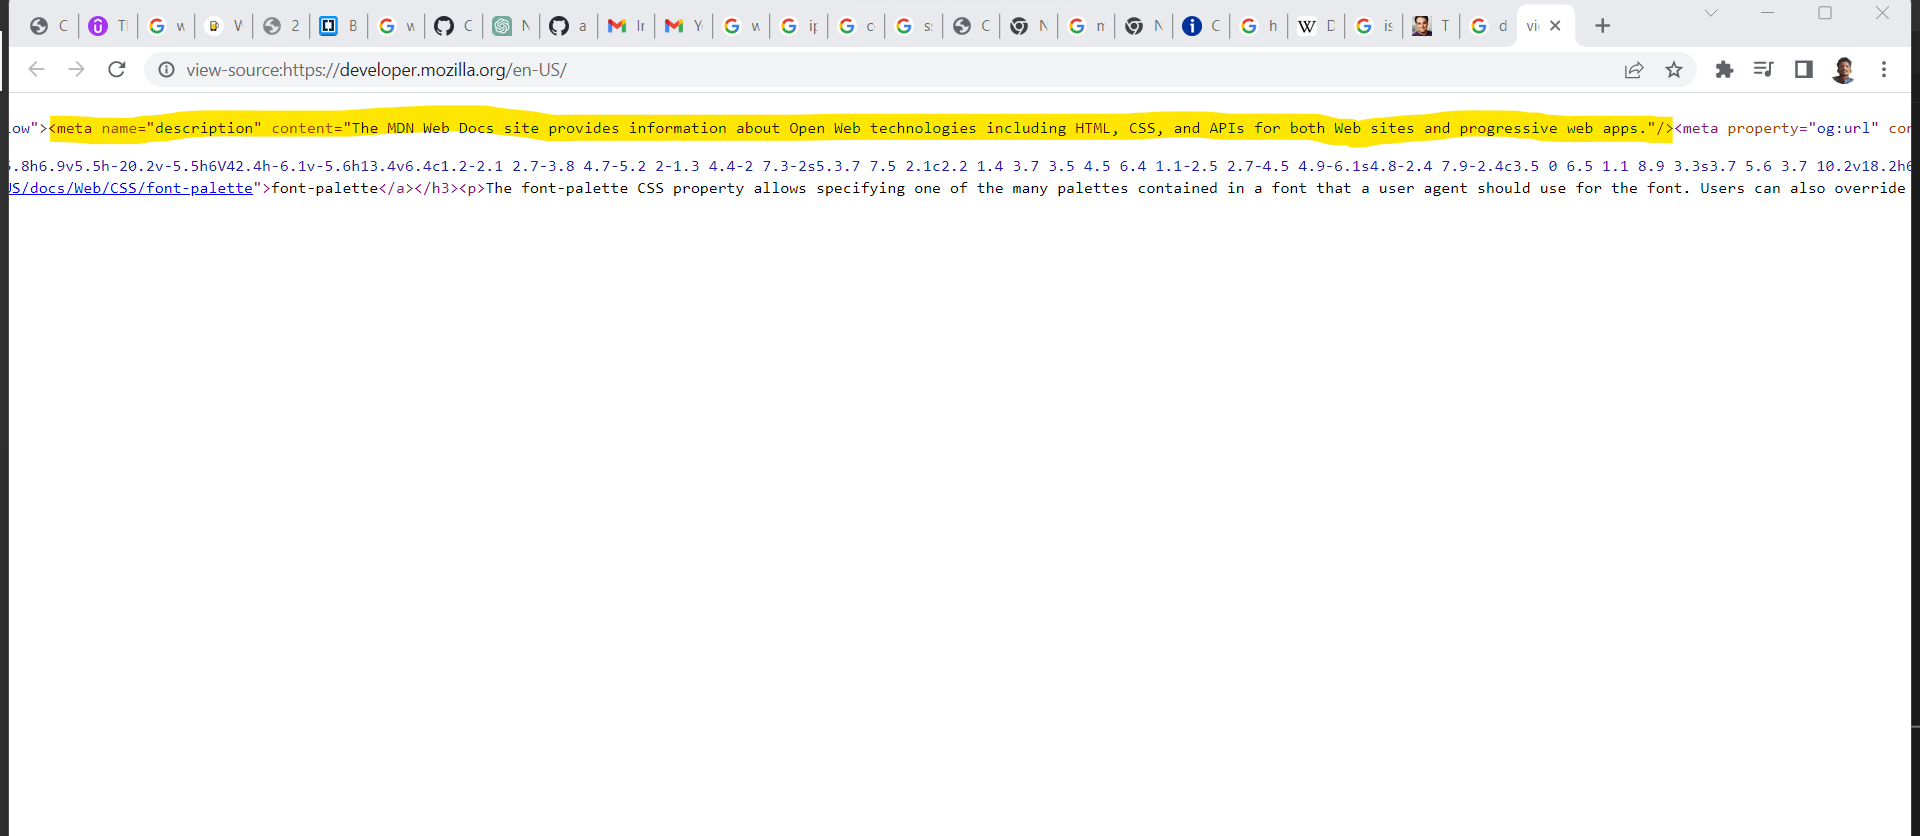 C T w V 2 B w C N a In Y w ip c s C N m N C h D is T d vi
view-source:https://developer.mozilla.org/en-US/
low"><meta name="description" content="The MDN Web Docs site provides information about Open Web technologies including HTML, CSS, and APIs for both Web sites and progressive web apps."/><meta property="og:url" con
5.8h6.9v5.5h-20.2v-5.5h6V42.4h-6.1v-5.6h13.4v6.4c1.2-2.1 2.7-3.8 4.7-5.2 2-1.3 4.4-2 7.3-2s5.3.7 7.5 2.1c2.2 1.4 3.7 3.5 4.5 6.4 1.1-2.5 2.7-4.5 4.9-6.1s4.8-2.4 7.9-2.4c3.5 0 6.5 1.1 8.9 3.3s3.7 5.6 3.7 10.2v18.2h6
US/docs/Web/CSS/font-palette">font-palette</a></h3><p>The font-palette CSS property allows specifying one of the many palettes contained in a font that a user agent should use for the font. Users can also override